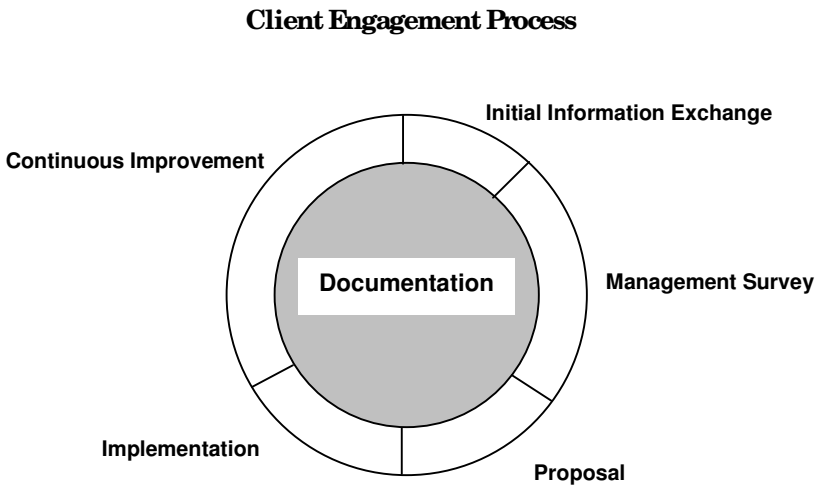 Client Engagement Process
Initial Information Exchange
Continuous Improvement
Documentation
Management Survey
Implementation
Proposal